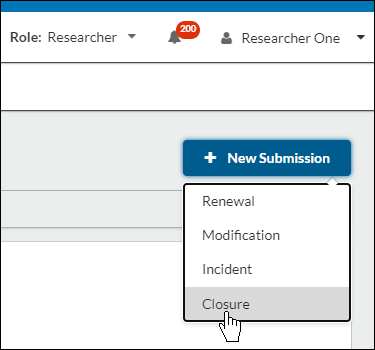 Role: Researcher 200 Researcher One
+ New Submission
Renewal
Modification
Incident
Closure